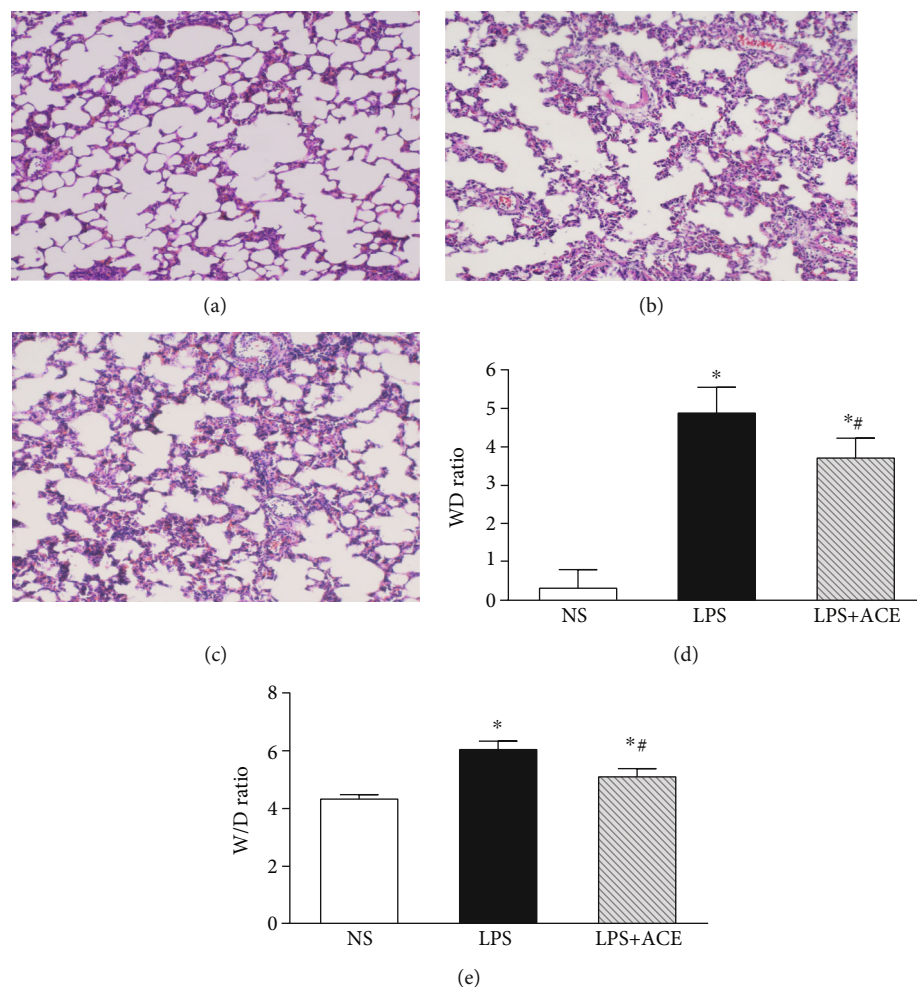 (a)
(b)
(c)
6
5
4
3
2
1
0
WD ratio
*
*#
NS
LPS
LPS+ACE
(d)
8
6
4
2
0
W/D ratio
*
*#
NS
LPS
LPS+ACE
(e)